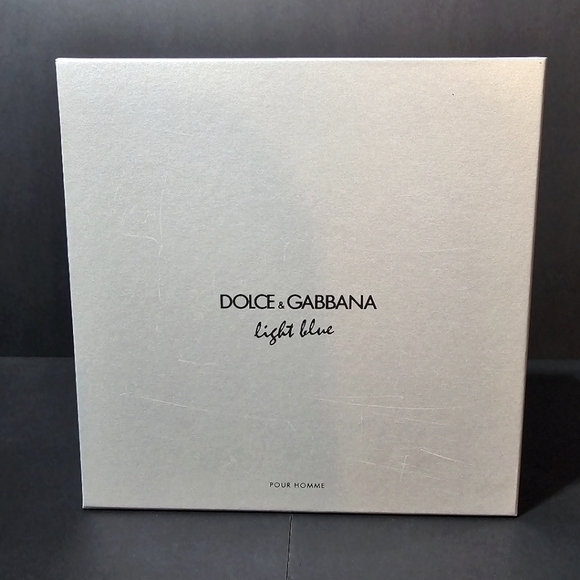 DOLCE & GABBANA
light blue
POUR HOMME